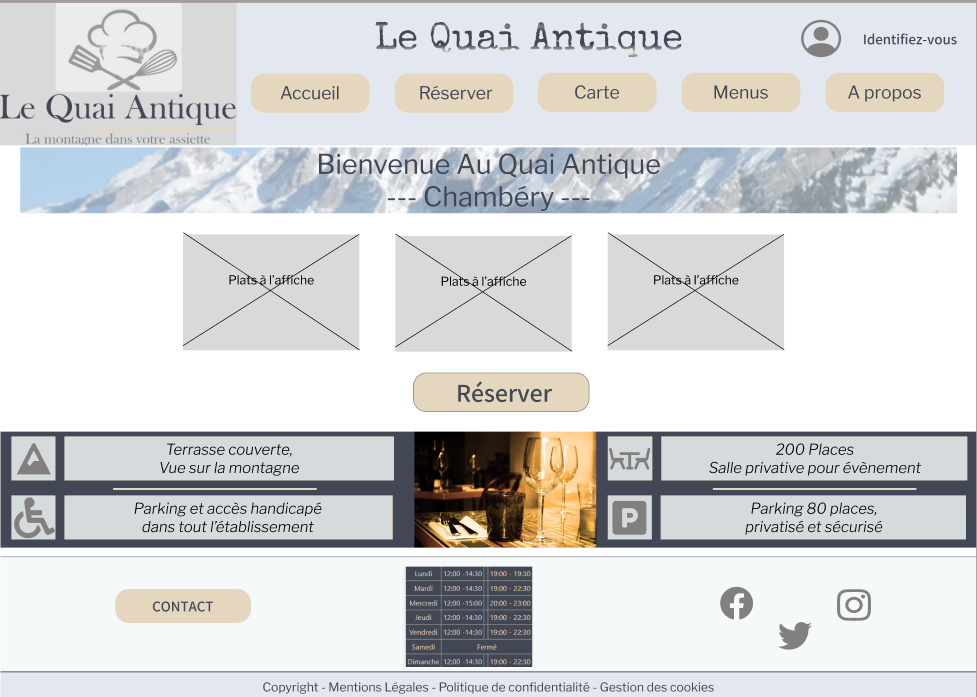 Le Quai Antique
La montagne dans votre assiette
Le Quai Antique
Identifiez-vous
Accueil
Réserver
Carte
Menus
A propos
Bienvenue Au Quai Antique
--- Chambéry ---
Plats à l'affiche
Plats à l'affiche
Plats à l'affiche
Réserver
Terrasse couverte,
Vue sur la montagne
Parking et accès handicapé
dans tout l'établissement
200 Places
Salle privative pour évènement
P
Parking 80 places,
privatisé et sécurisé
CONTACT
Lundi 12:00 -14:30 19:00 - 19:30
Mardi 12:00 -14:30 19:00 - 22:30
Mercredi 12:00 -15:00 20:00 - 23:00
Jeudi 12:00 -14:30 19:00 - 22:30
Vendredi 12:00 -14:30 19:00 - 22:30
Samedi Fermé
Dimanche 12:00 -14:30 19:00 - 22:30
Copyright - Mentions Légales - Politique de confidentialité - Gestion des cookies